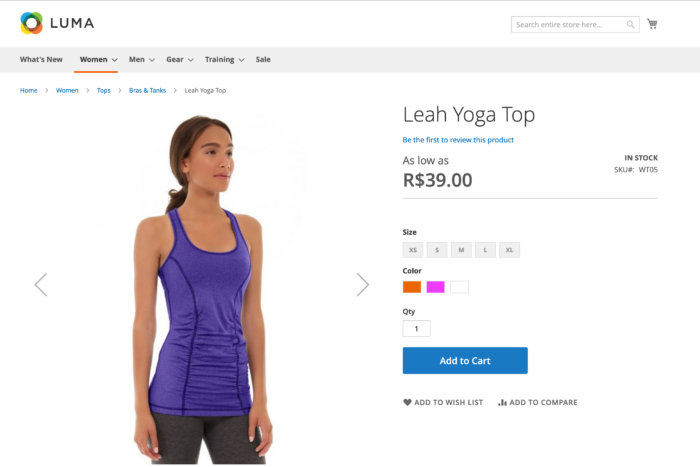 LUMA
Search entire store here...
What's New Women Men Gear Training Sale
Home > Women > Tops > Bras & Tanks > Leah Yoga Top
Leah Yoga Top
Be the first to review this product
As low as
R$39.00
IN STOCK
SKU#: WT05
Size
XS S M L XL
Color
Qty
1
Add to Cart
ADD TO WISH LIST ADD TO COMPARE